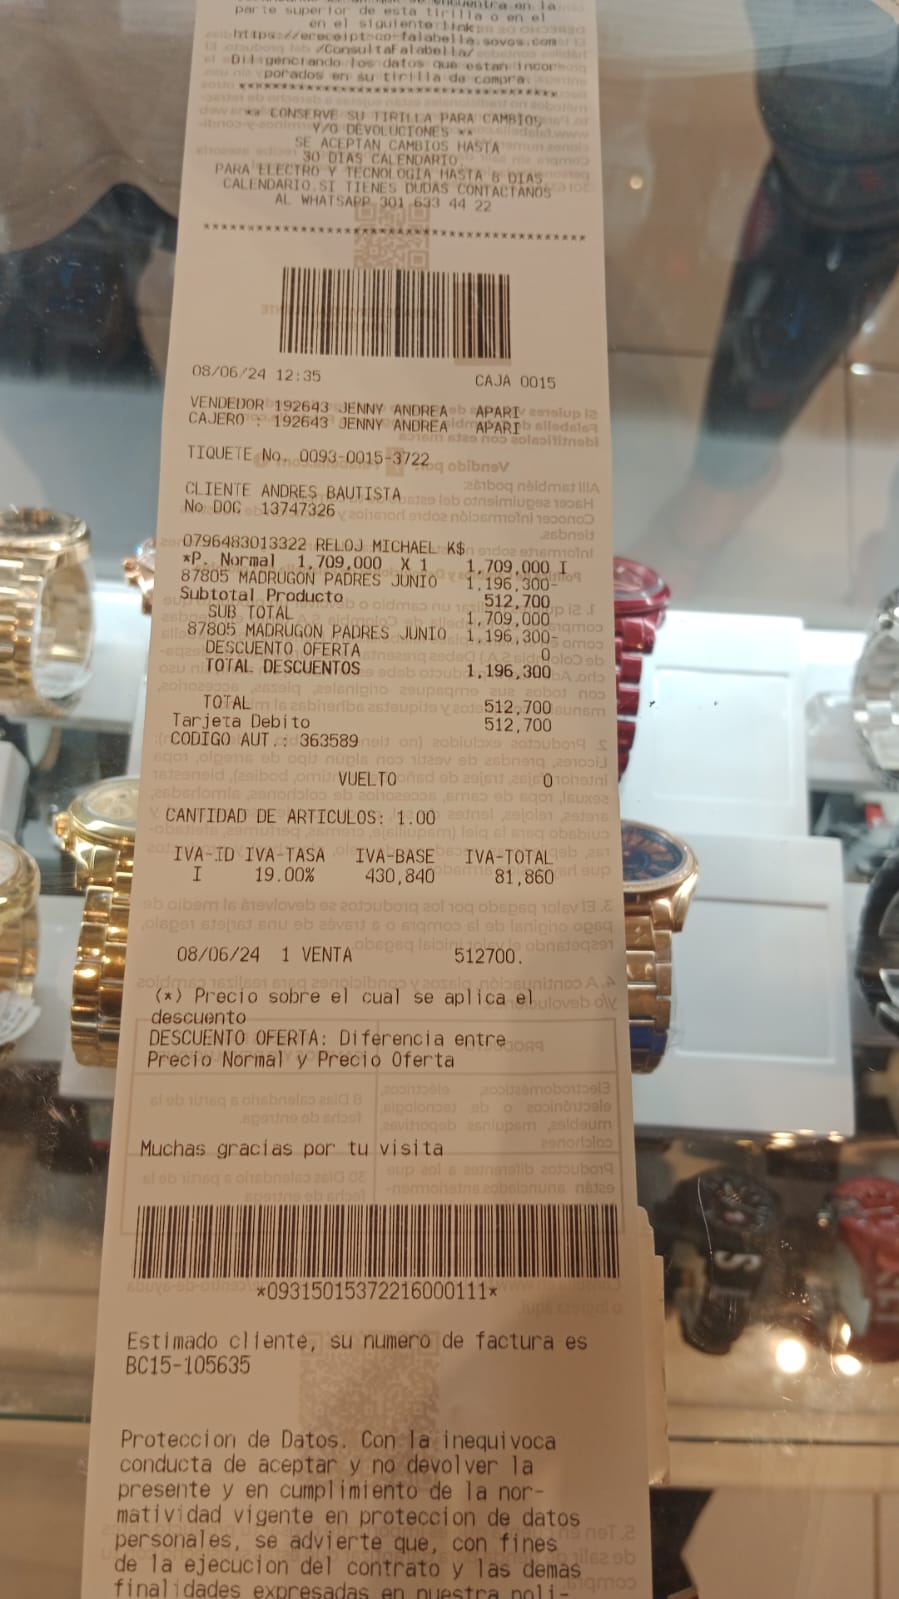 parte superior de esta tirilla o en el
en el siguiente link:
https://ereceipt-co-falabella.sovos.com
/ConsultaFalabella/
Diligenciando los datos que estan incor
porados en su tirilla de compra.
** CONSERVE SU TIRILLA PARA CAMBIOS
Y/O DEVOLUCIONES **
SE ACEPTAN CAMBIOS HASTA
30 DIAS CALENDARIO
PARA ELECTRO Y TECNOLOGIA HASTA 8 DIAS
CALENDARIO.SI TIENES DUDAS CONTACTANOS
AL WHATSAPP 301 633 44 22
08/06/24 12:35 CAJA 0015
VENDEDOR 192643 JENNY ANDREA APARI
CAJERO : 192643 JENNY ANDREA APARI
TIQUETE No. 0093-0015-3722
CLIENTE ANDRES BAUTISTA
No DOC 13747326
0796483013322 RELOJ MICHAEL K$
*P. Normal 1,709,000 X 1 1,709,000 I
87805 MADRUGON PADRES JUNIO 1,196,300-
Subtotal Producto 512,700
SUB TOTAL 1,709,000
87805 MADRUGON PADRES JUNIO 1,196,300-
DESCUENTO OFERTA 0
TOTAL DESCUENTOS 1,196,300
TOTAL 512,700
Tarjeta Debito 512,700
CODIGO AUT.: 363589
VUELTO 0
CANTIDAD DE ARTICULOS: 1.00
IVA-ID IVA-TASA IVA-BASE IVA-TOTAL
I 19.00% 430,840 81,860
08/06/24 1 VENTA 512700.
(*) Precio sobre el cual se aplica el
descuento
DESCUENTO OFERTA: Diferencia entre
Precio Normal y Precio Oferta
Muchas gracias por tu visita
*09315015372216000111*
Estimado cliente, su numero de factura es
BC15-105635
Proteccion de Datos. Con la inequivoca
conducta de aceptar y no devolver la
presente y en cumplimiento de la nor-
matividad vigente en proteccion de datos
personales, se advierte que, con fines
de la ejecucion del contrato y las demas
finalidades expresadas en nuestra poli-